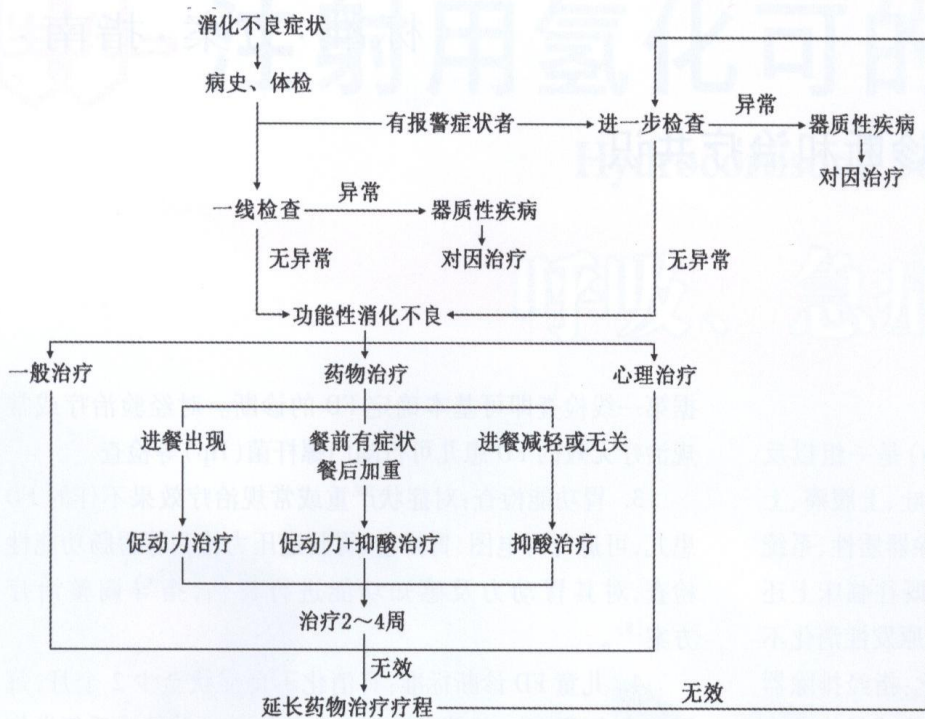 消化不良症状
病史、体检
有报警症状者
进一步检查
异常
器质性疾病
对因治疗
一线检查
异常
器质性疾病
对因治疗
无异常
无异常
功能性消化不良
一般治疗
药物治疗
心理治疗
进餐出现
餐前有症状
餐后加重
进餐减轻或无关
促动力治疗
促动力+抑酸治疗
抑酸治疗
治疗2～4周
无效
延长药物治疗疗程
无效